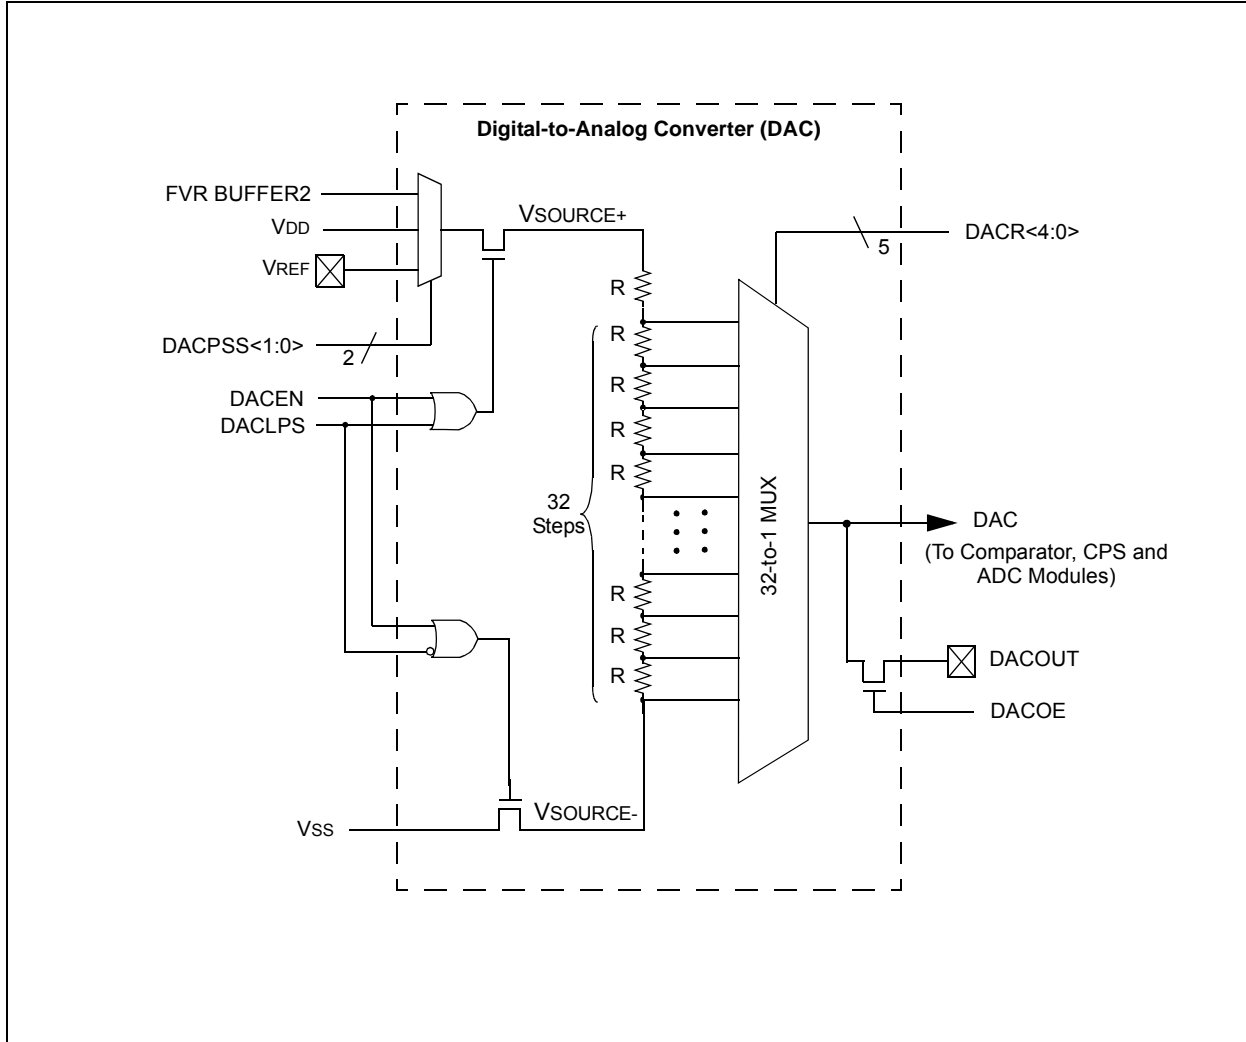 Digital-to-Analog Converter (DAC)
FVR BUFFER2
VDD
VREF
VSOURCE+
DACR<4:0>
5
DACPSS<1:0>
2
DACEN
DACLPS
R
R
R
R
R
32
Steps
32-to-1 MUX
DAC
(To Comparator, CPS and
ADC Modules)
R
R
R
DACOUT
DACOE
VSOURCE-
VSS